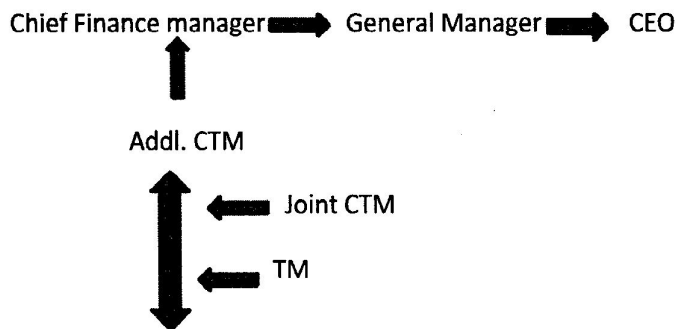 Chief Finance manager General Manager CEO
Addl. CTM
Joint CTM
TM